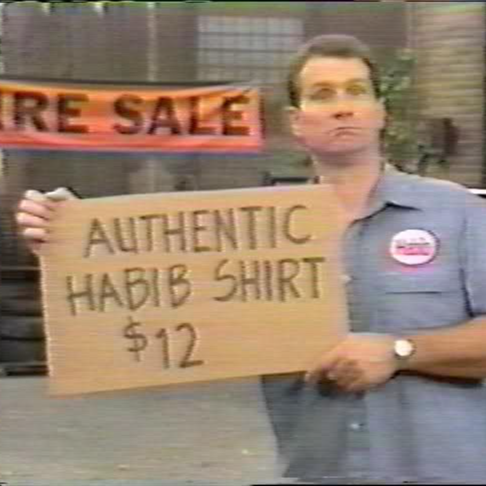 RE SALE
AUTHENTIC
HABIB SHIRT
$12